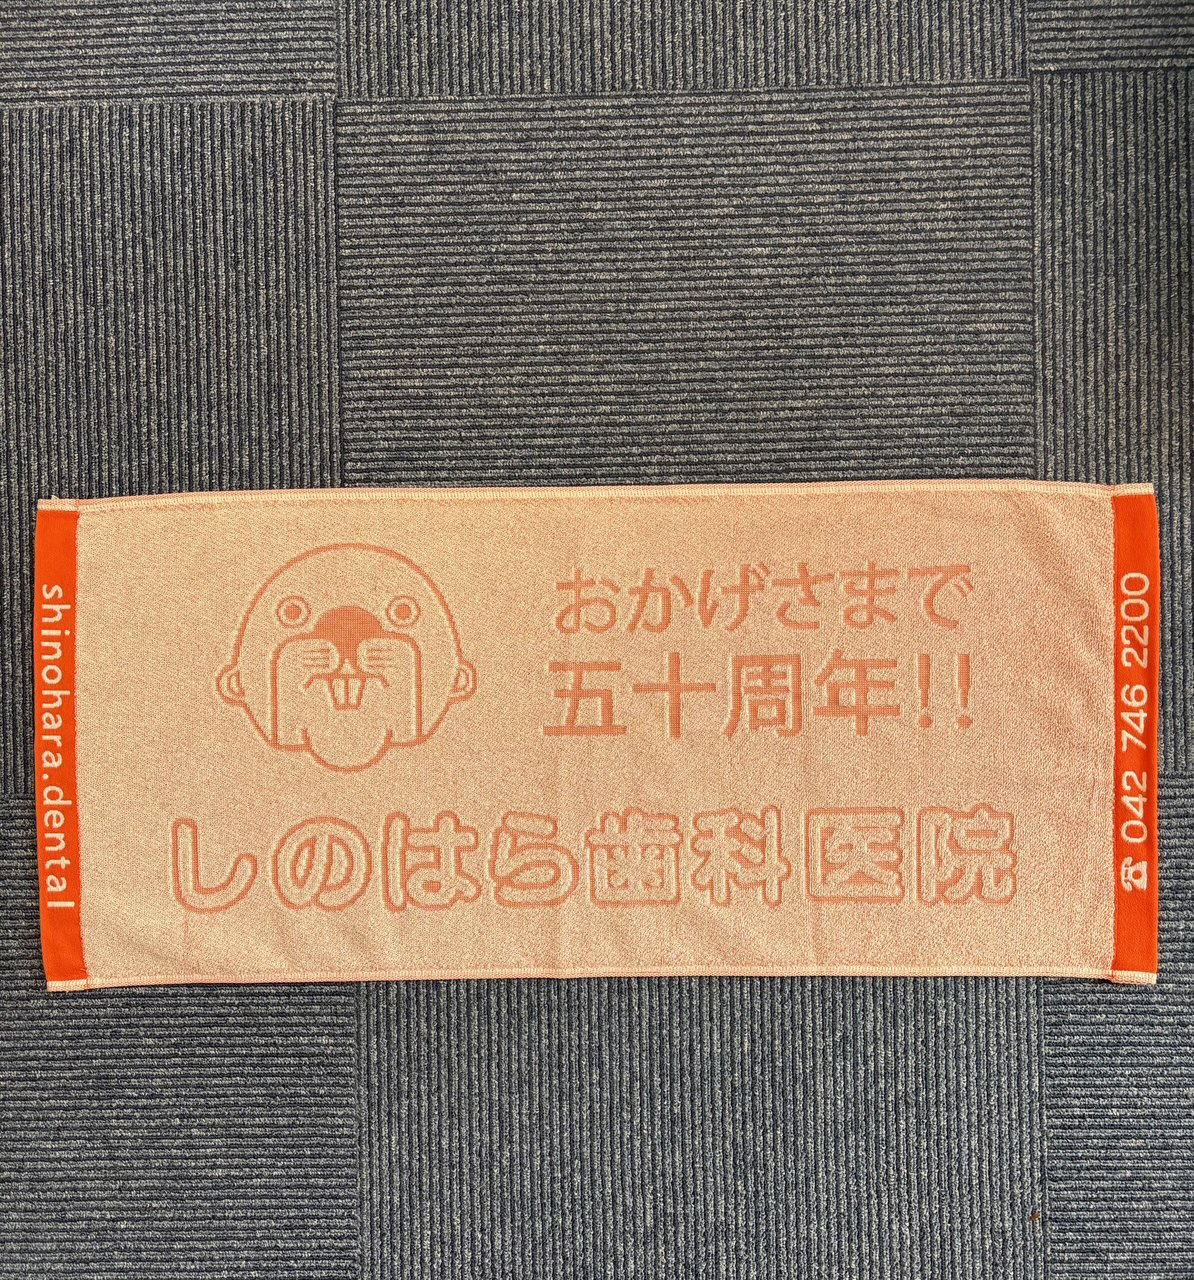 おかげさまで
五十周年!!
しのはら歯科医院
shinohara.dental
☎ 042 746 2200